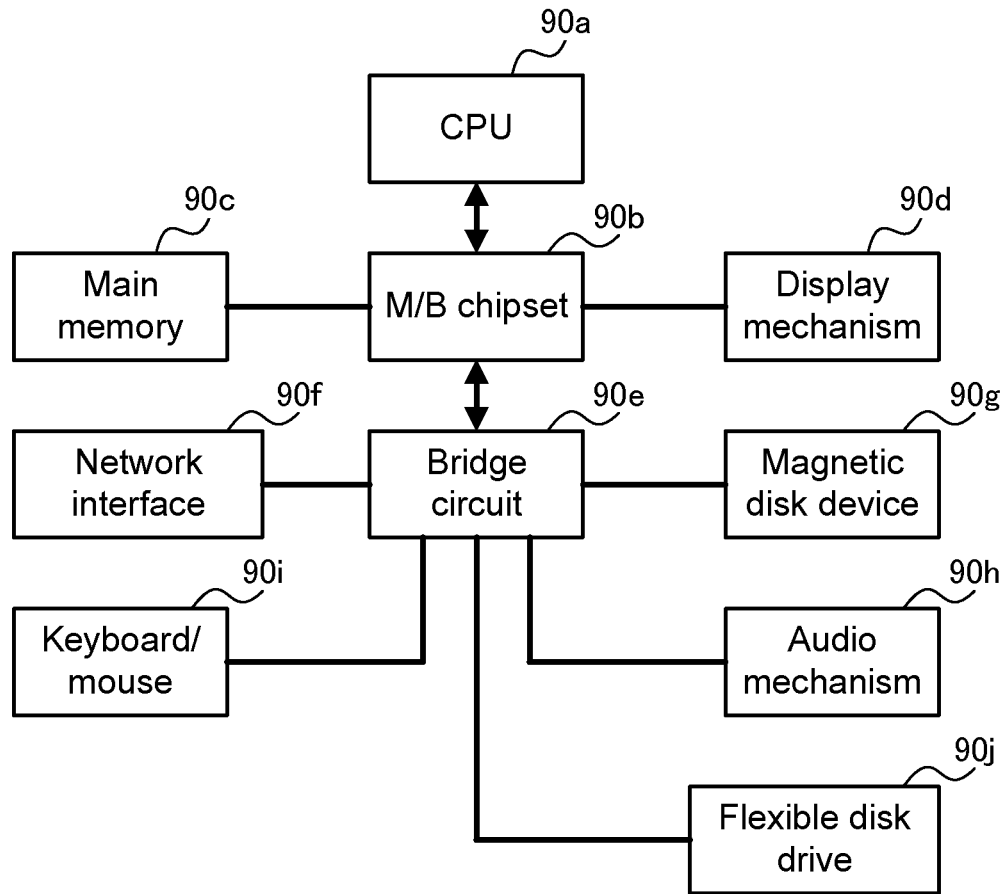 90a
CPU
90c
90b
90d
Main
memory
M/B chipset
Display
mechanism
90f
90e
90g
Network
interface
Bridge
circuit
Magnetic
disk device
90i
90h
Keyboard/
mouse
Audio
mechanism
90j
Flexible disk
drive